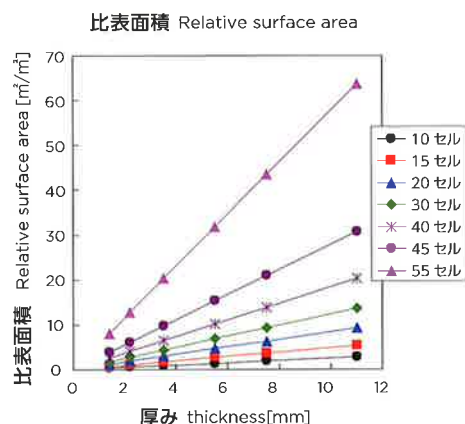 比表面積 Relative surface area
比表面積 Relative surface area [㎡/㎡]
70
60
50
40
30
20
10
0
0 2 4 6 8 10 12
厚み thickness[mm]
10 セル
15 セル
20 セル
30 セル
40 セル
45 セル
55 セル